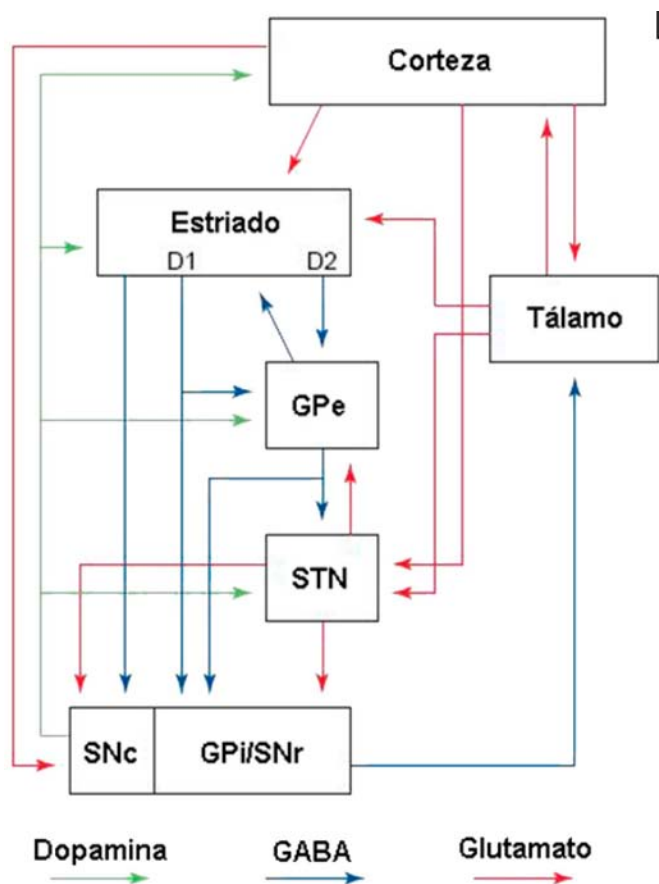 Corteza
Estriado
D1 D2
Tálamo
GPe
STN
SNc GPi/SNr
Dopamina GABA Glutamato